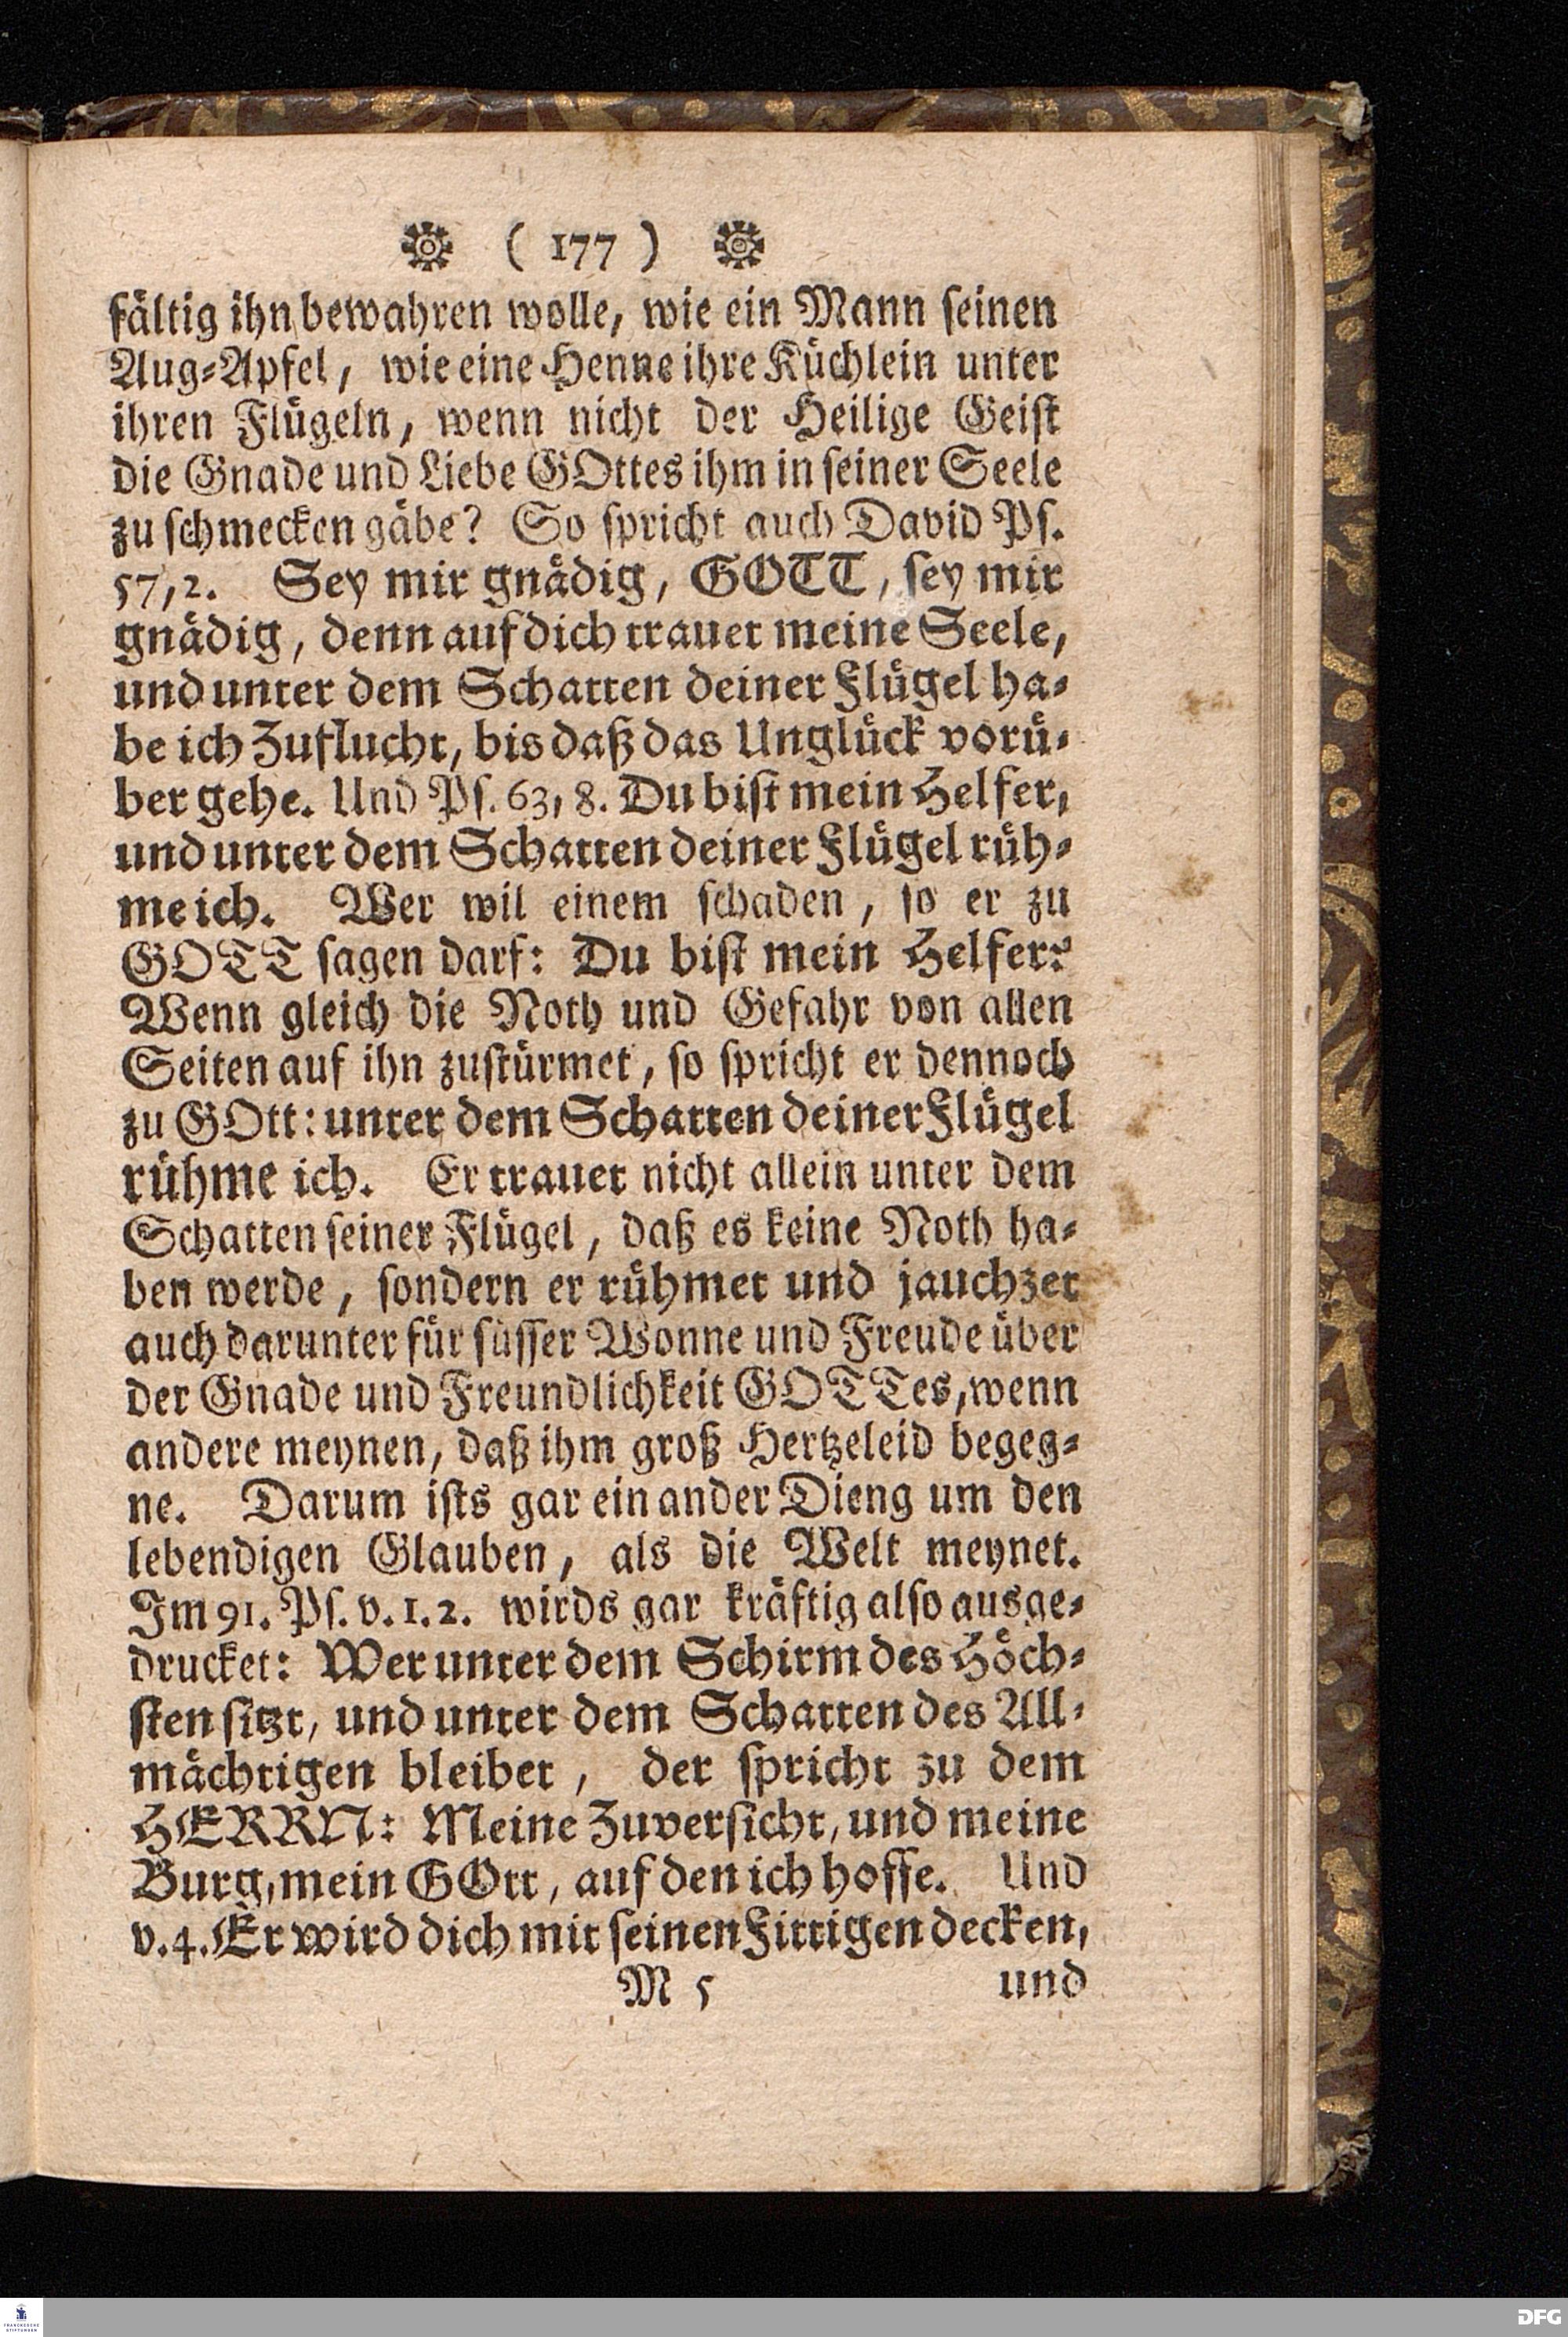 ( 177 )
fältig ihn bewahren wolle, wie ein Mann seinen
Aug-Apfel, wie eine Henne ihre Küchlein unter
ihren Flügeln, wenn nicht der Heilige Geist
die Gnade und Liebe GOttes ihm in seiner Seele
zu schmecken gäbe? So spricht auch David Ps.
57,2. Sey mir gnädig, GOTT, sey mir
gnädig, denn auf dich trauet meine Seele,
und unter dem Schatten deiner Flügel ha-
be ich Zuflucht, bis daß das Unglück vorü-
ber gehe. Und Ps. 63, 8. Du bist mein Helfer,
und unter dem Schatten deiner Flügel rüh-
me ich. Wer wil einem schaden, so er zu
GOTT sagen darf: Du bist mein Helfer?
Wenn gleich die Noth und Gefahr von allen
Seiten auf ihn zustürmet, so spricht er dennoch
zu GOtt: unter dem Schatten deiner Flügel
rühme ich. Er trauet nicht allein unter dem
Schatten seiner Flügel, daß es keine Noth ha-
ben werde, sondern er rühmet und jauchzet
auch darunter für süsser Wonne und Freude über
der Gnade und Freundlichkeit GOTTes, wenn
andere meynen, daß ihm groß Hertzeleid begeg-
ne. Darum ists gar ein ander Dieng um den
lebendigen Glauben, als die Welt meynet.
Im 91. Ps. v. 1. 2. wirds gar kräftig also ausge-
drucket: Wer unter dem Schirm des Höch-
sten sitzt, und unter dem Schatten des All-
mächtigen bleibet, der spricht zu dem
HERRN: Meine Zuversicht, und meine
Burg, mein GOtt, auf den ich hoffe. Und
v. 4. Er wird dich mit seinen Fittigen decken,
M 5 und
FRANCKESCHE
STIFTUNGEN
DFG